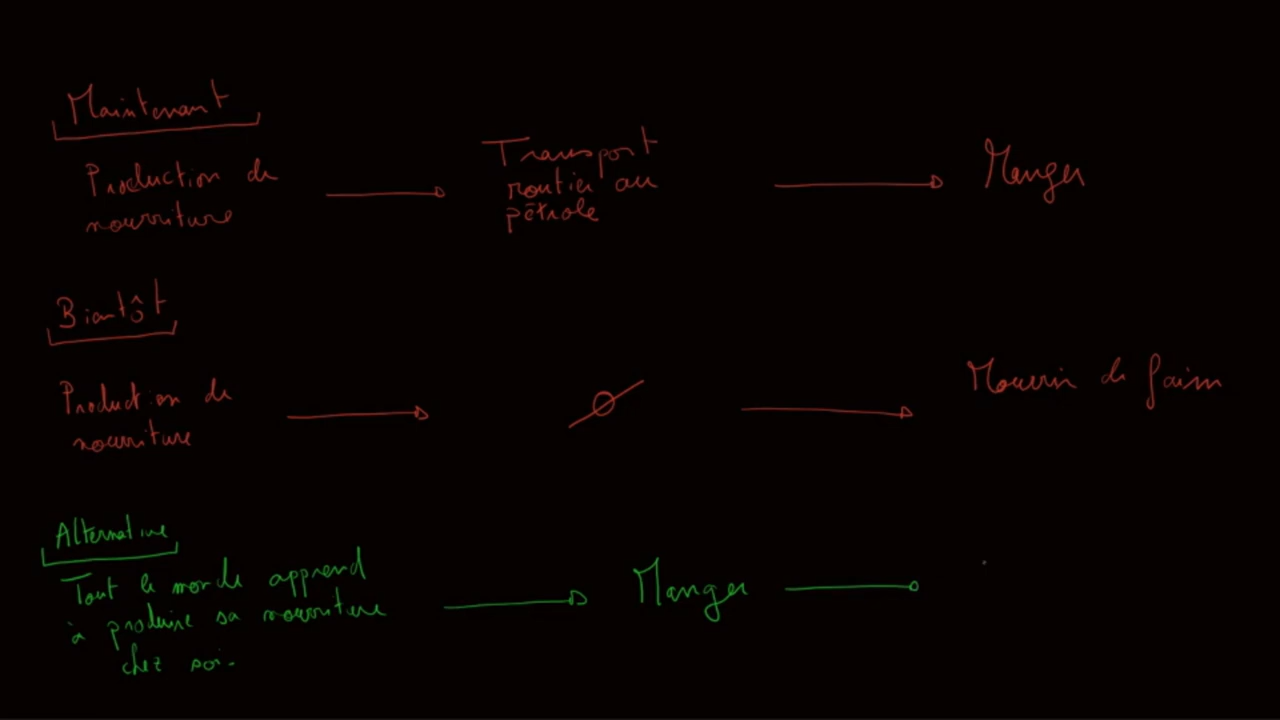 Maintenant
Production de
nourriture
Transport
routier au
pétrole
Manger
Bientôt
Production de
nourriture
Mourir de faim
Alternative
Tout le monde apprend
à produire sa nourriture
chez soi.
Manger